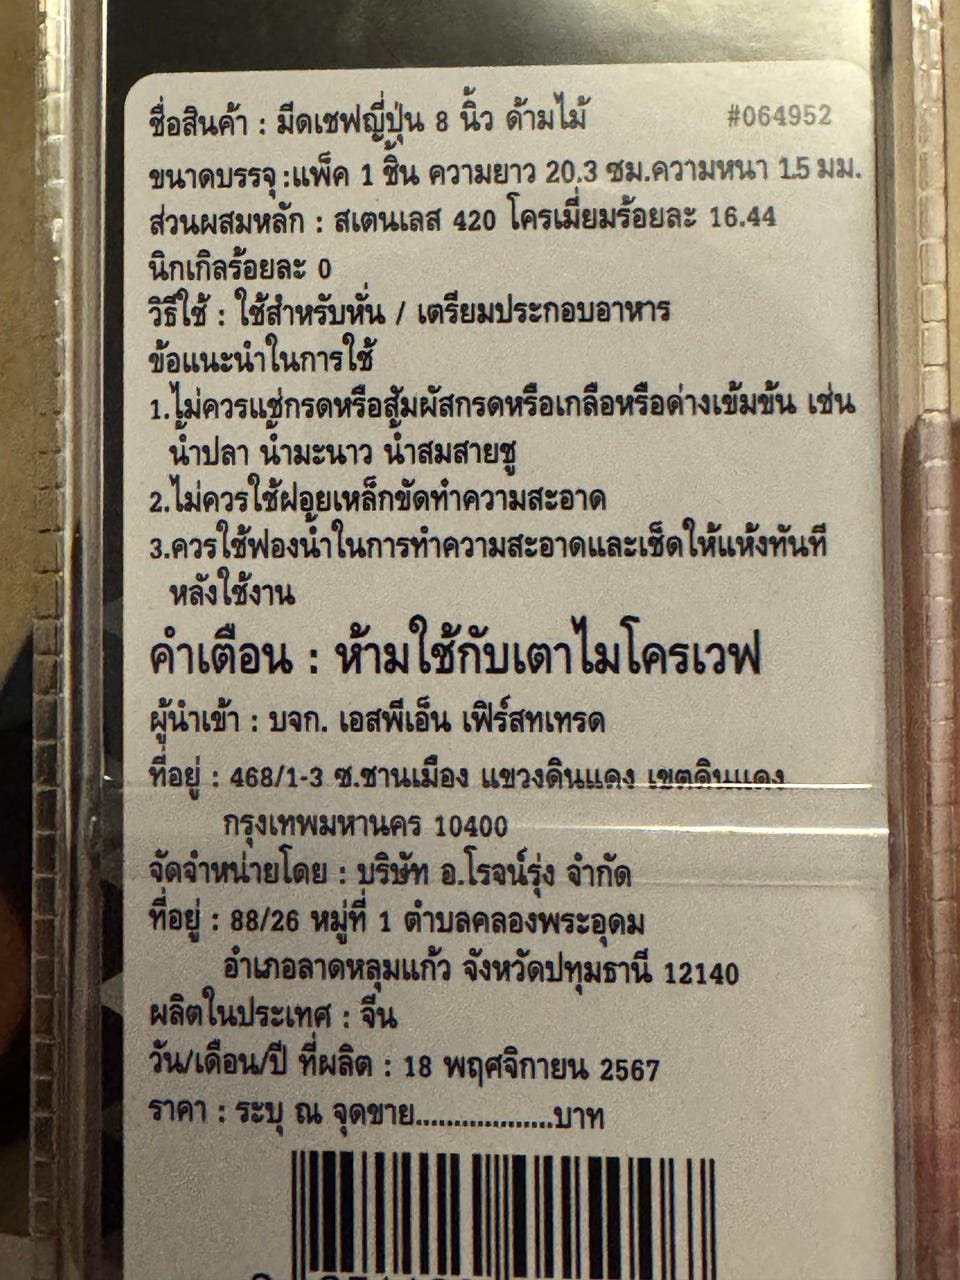 ชื่อสินค้า : มีดเชฟญี่ปุ่น 8 นิ้ว ด้ามไม้ #064952
ขนาดบรรจุ :แพ็ค 1 ชิ้น ความยาว 20.3 ซม.ความหนา 1.5 มม.
ส่วนผสมหลัก : สเตนเลส 420 โครเมี่ยมร้อยละ 16.44
นิกเกิลร้อยละ 0
วิธีใช้ : ใช้สำหรับหั่น / เตรียมประกอบอาหาร
ข้อแนะนำในการใช้
1.ไม่ควรแช่กรดหรือสัมผัสกรดหรือเกลือหรือด่างเข้มข้น เช่น
น้ำปลา น้ำมะนาว น้ำสมสายชู
2.ไม่ควรใช้ฝอยเหล็กขัดทำความสะอาด
3.ควรใช้ฟองน้ำในการทำความสะอาดและเช็ดให้แห้งทันที
หลังใช้งาน
คำเตือน : ห้ามใช้กับเตาไมโครเวฟ
ผู้นำเข้า : บจก. เอสพีเอ็น เฟิร์สทเทรด
ที่อยู่ : 468/1-3 ซ.ชานเมือง แขวงดินแดง เขตดินแดง
กรุงเทพมหานคร 10400
จัดจำหน่ายโดย : บริษัท อ.โรจน์รุ่ง จำกัด
ที่อยู่ : 88/26 หมู่ที่ 1 ตำบลคลองพระอุดม
อำเภอลาดหลุมแก้ว จังหวัดปทุมธานี 12140
ผลิตในประเทศ : จีน
วัน/เดือน/ปี ที่ผลิต : 18 พฤศจิกายน 2567
ราคา : ระบุ ณ จุดขาย..................บาท